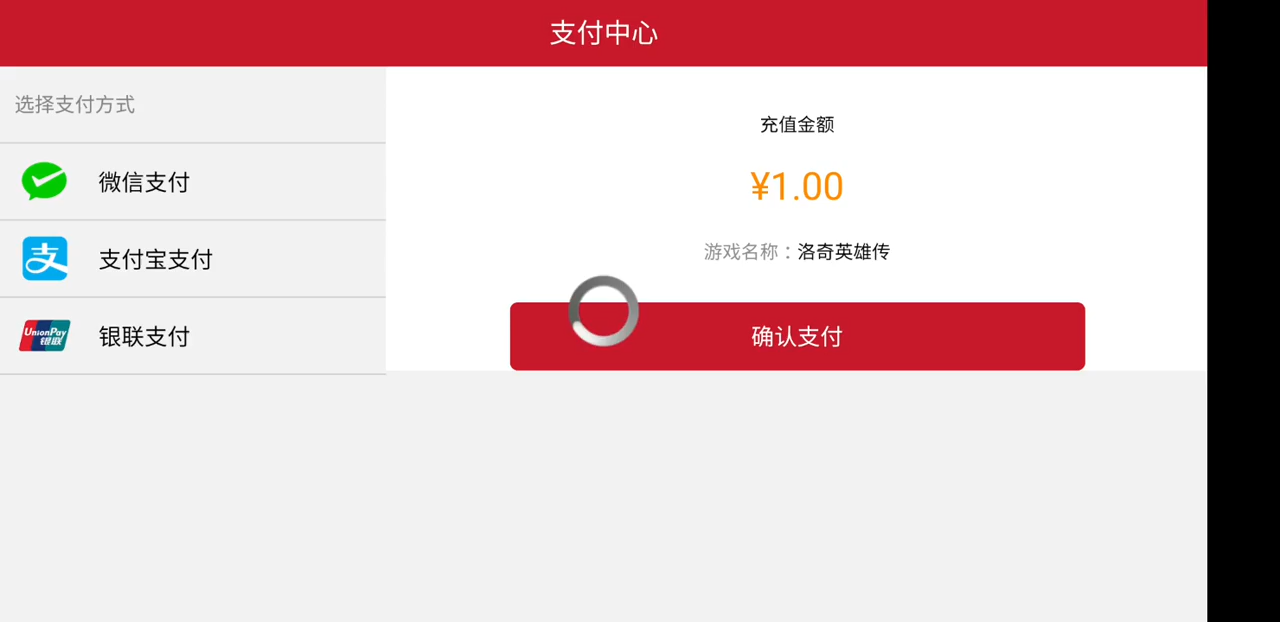 支付中心
选择支付方式
微信支付
支付宝支付
UnionPay
银联
银联支付
充值金额
¥1.00
游戏名称：洛奇英雄传
确认支付